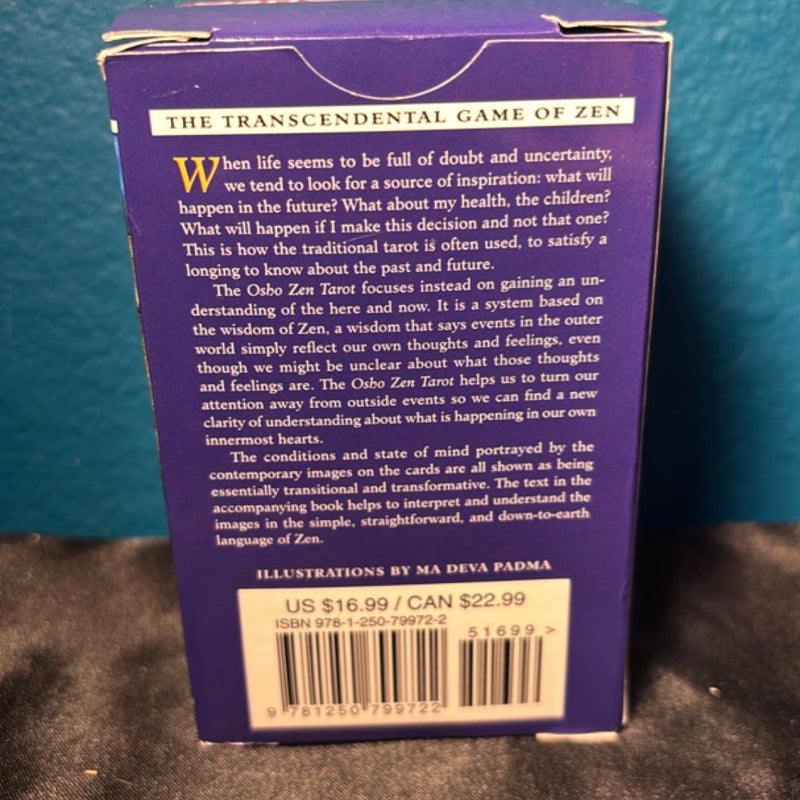 THE TRANSCENDENTAL GAME OF ZEN
When life seems to be full of doubt and uncertainty,
we tend to look for a source of inspiration: what will
happen in the future? What about my health, the children?
What will happen if I make this decision and not that one?
This is how the traditional tarot is often used, to satisfy a
longing to know about the past and future.
The Osho Zen Tarot focuses instead on gaining an un-
derstanding of the here and now. It is a system based on
the wisdom of Zen, a wisdom that says events in the outer
world simply reflect our own thoughts and feelings, even
though we might be unclear about what those thoughts
and feelings are. The Osho Zen Tarot helps us to turn our
attention away from outside events so we can find a new
clarity of understanding about what is happening in our own
innermost hearts.
The conditions and state of mind portrayed by the
contemporary images on the cards are all shown as being
essentially transitional and transformative. The text in the
accompanying book helps to interpret and understand the
images in the simple, straightforward, and down-to-earth
language of Zen.
ILLUSTRATIONS BY MA DEVA PADMA
US $16.99 / CAN $22.99
ISBN 978-1-250-79972-2
51699 >
9 781250 799722